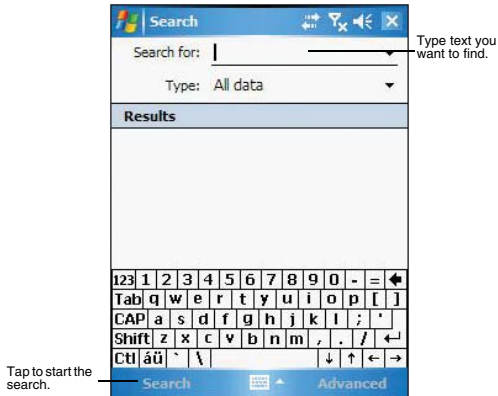 Search
Search for:
Type text you
want to find.
Type: All data
Results
123 1 2 3 4 5 6 7 8 9 0 - = ←
Tab q w e r t y u i o p [ ]
CAP a s d f g h j k l ; '
Shift z x c v b n m , . / ↵
Ctl áü ` \ ↓ ↑ ← →
Tap to start the
search.
Search Advanced